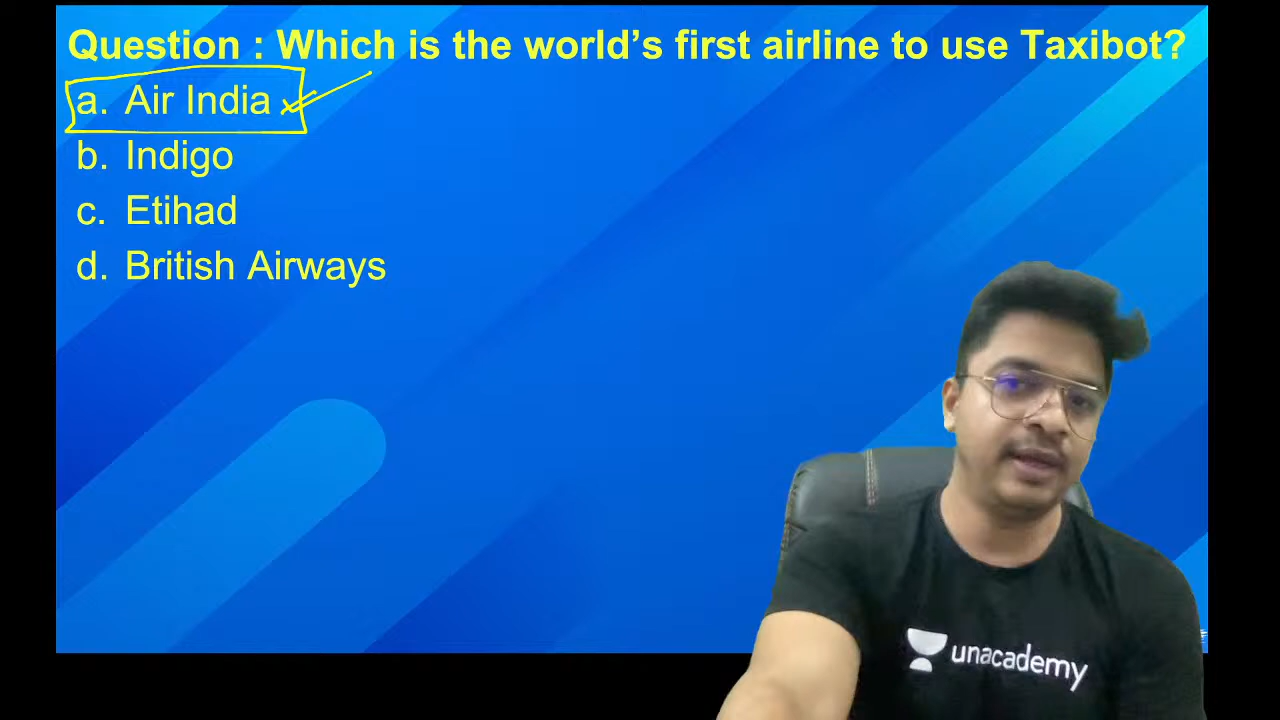 Question : Which is the world’s first airline to use Taxibot?
a. Air India
b. Indigo
c. Etihad
d. British Airways
unacademy